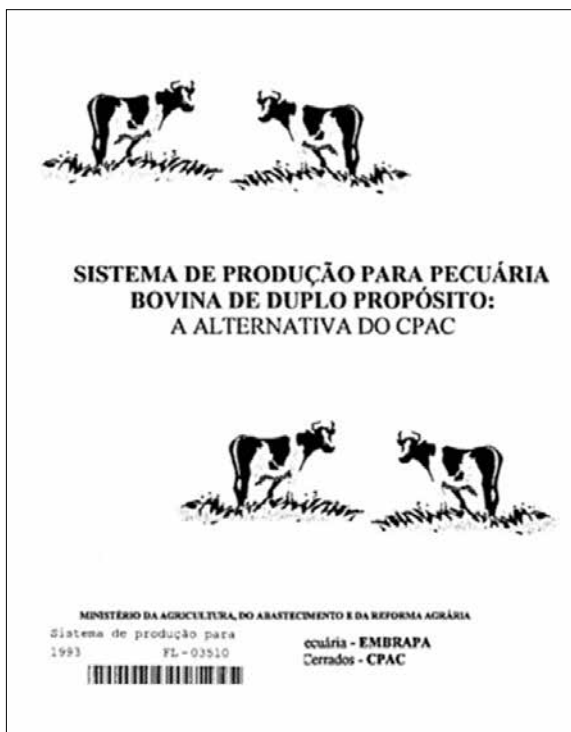 SISTEMA DE PRODUÇÃO PARA PECUÁRIA
BOVINA DE DUPLO PROPÓSITO:
A ALTERNATIVA DO CPAC
MINISTÉRIO DA AGRICULTURA, DO ABASTECIMENTO E DA REFORMA AGRÁRIA
Sistema de produção para
1993 FL-03510
ecuária - EMBRAPA
Cerrados - CPAC